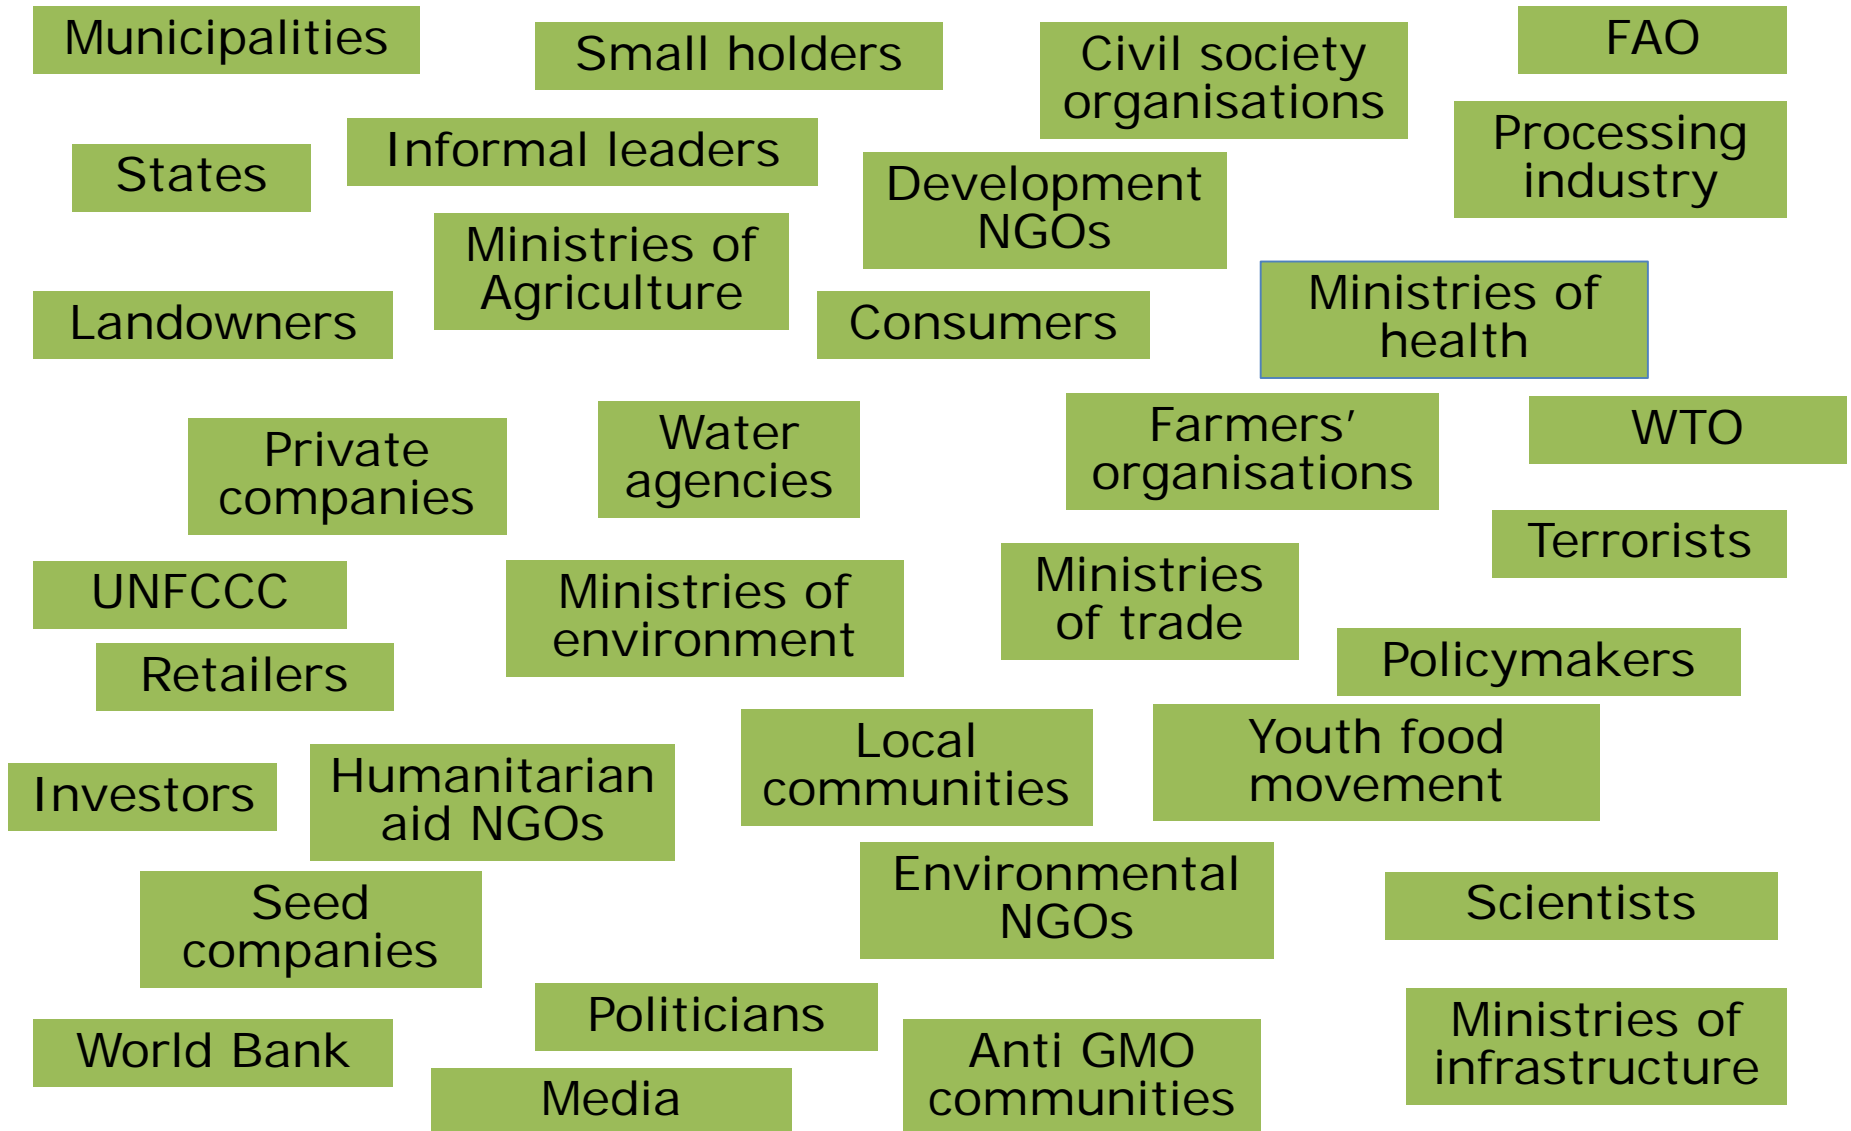 Municipalities
Small holders
Civil society
organisations
FAO
States
Informal leaders
Development
NGOs
Processing
industry
Ministries of
Agriculture
Landowners
Consumers
Ministries of
health
Private
companies
Water
agencies
Farmers’
organisations
WTO
Terrorists
UNFCCC
Ministries of
environment
Ministries
of trade
Retailers
Policymakers
Investors
Humanitarian
aid NGOs
Local
communities
Youth food
movement
Seed
companies
Environmental
NGOs
Scientists
World Bank
Politicians
Media
Anti GMO
communities
Ministries of
infrastructure